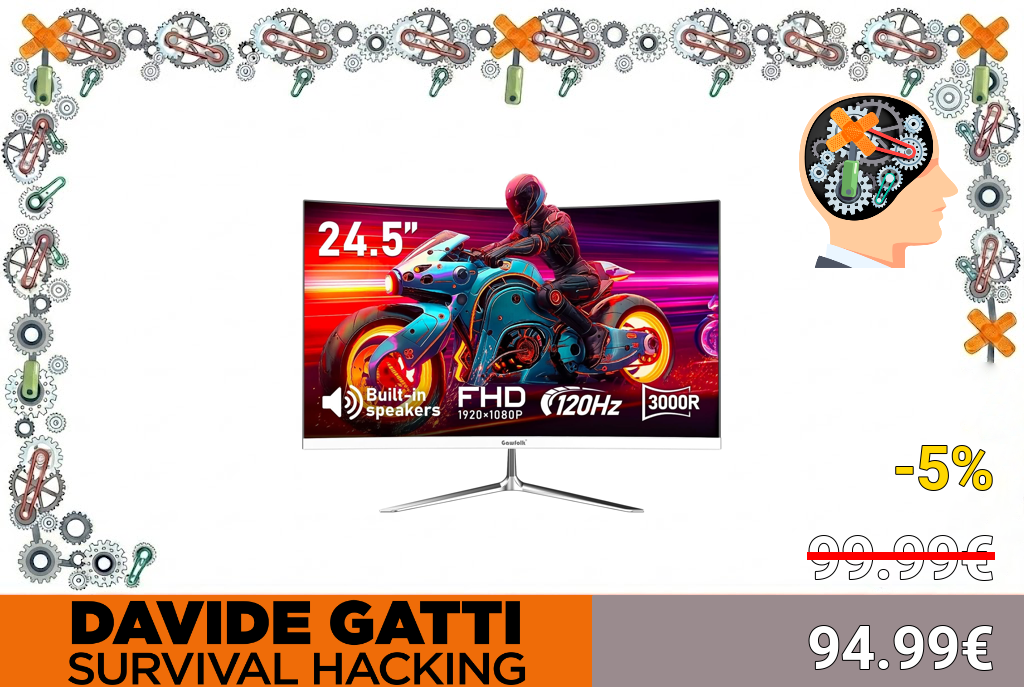 24.5”
Built-in
speakers
FHD
1920×1080P
120Hz
3000R
Gawfolk
-5%
99.99€
DAVIDE GATTI
SURVIVAL HACKING
94.99€